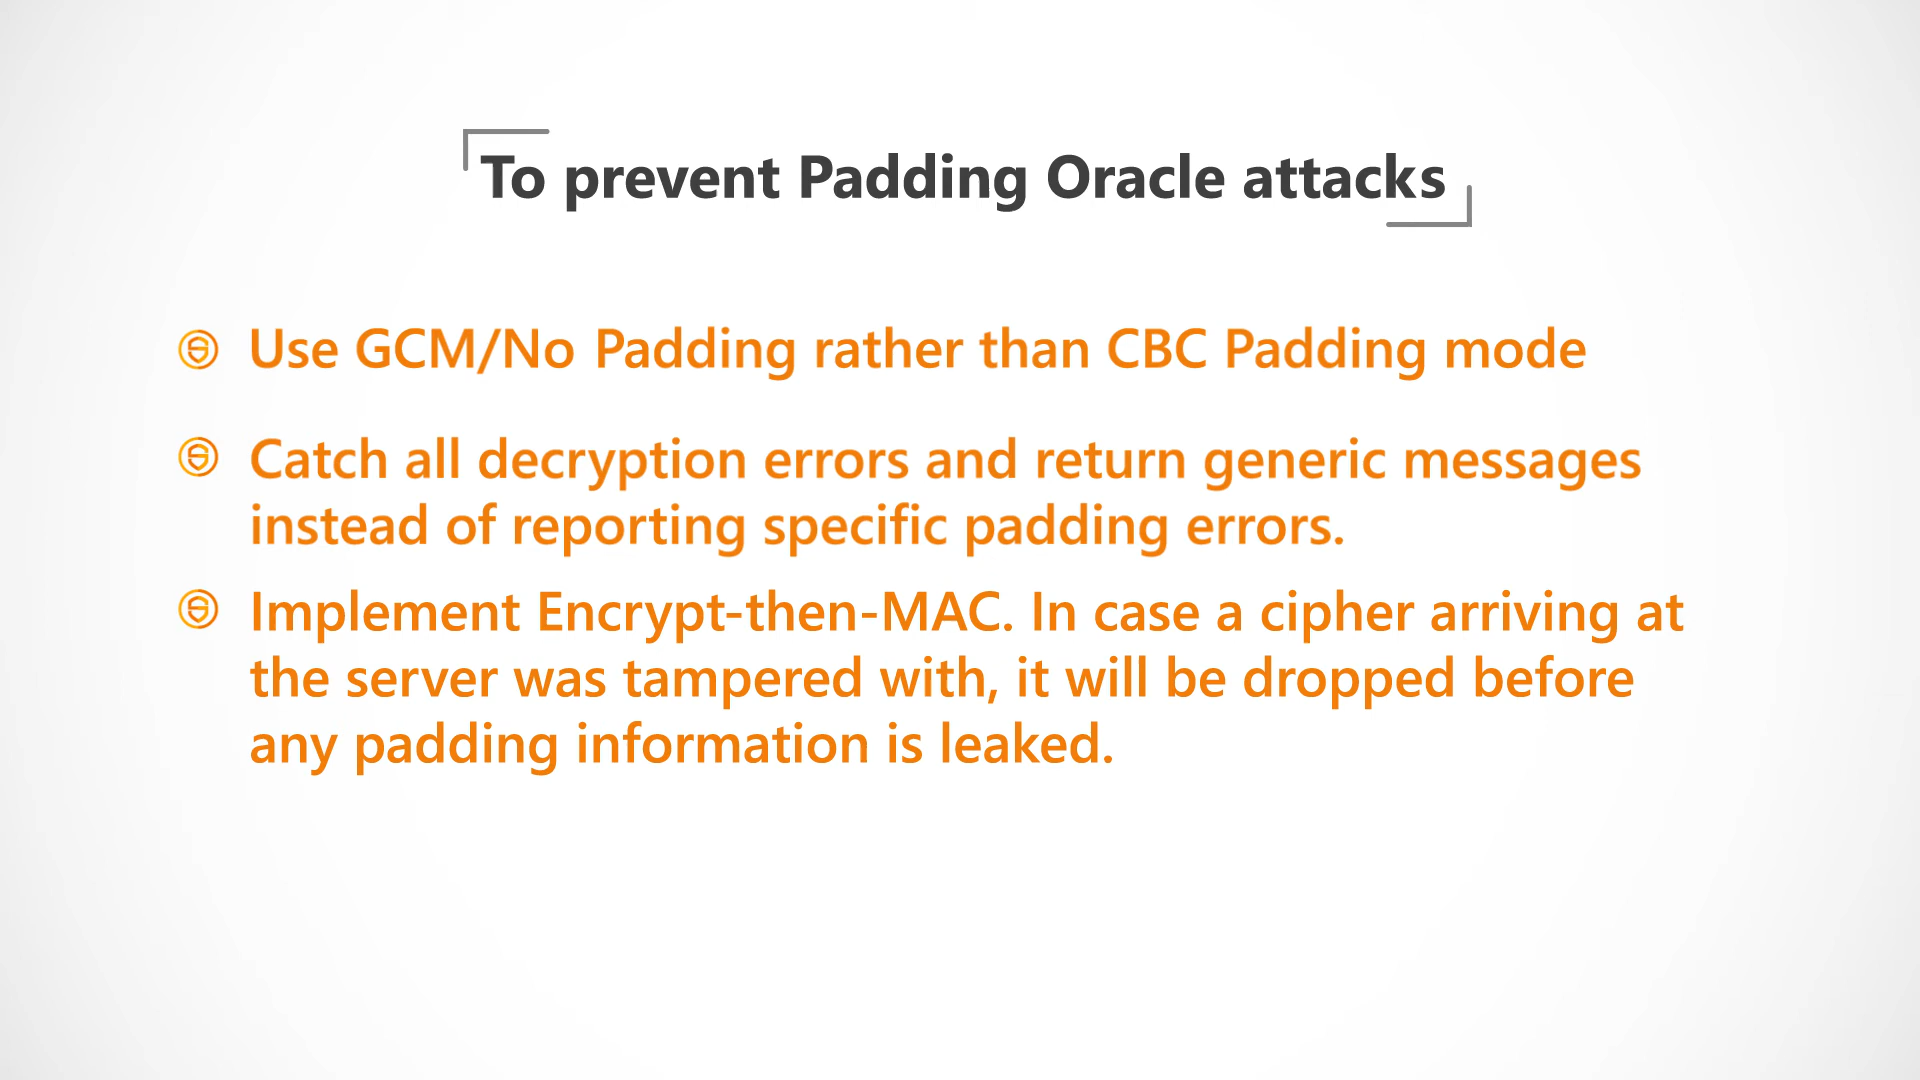 To prevent Padding Oracle attacks
Use GCM/No Padding rather than CBC Padding mode
Catch all decryption errors and return generic messages
instead of reporting specific padding errors.
Implement Encrypt-then-MAC. In case a cipher arriving at
the server was tampered with, it will be dropped before
any padding information is leaked.